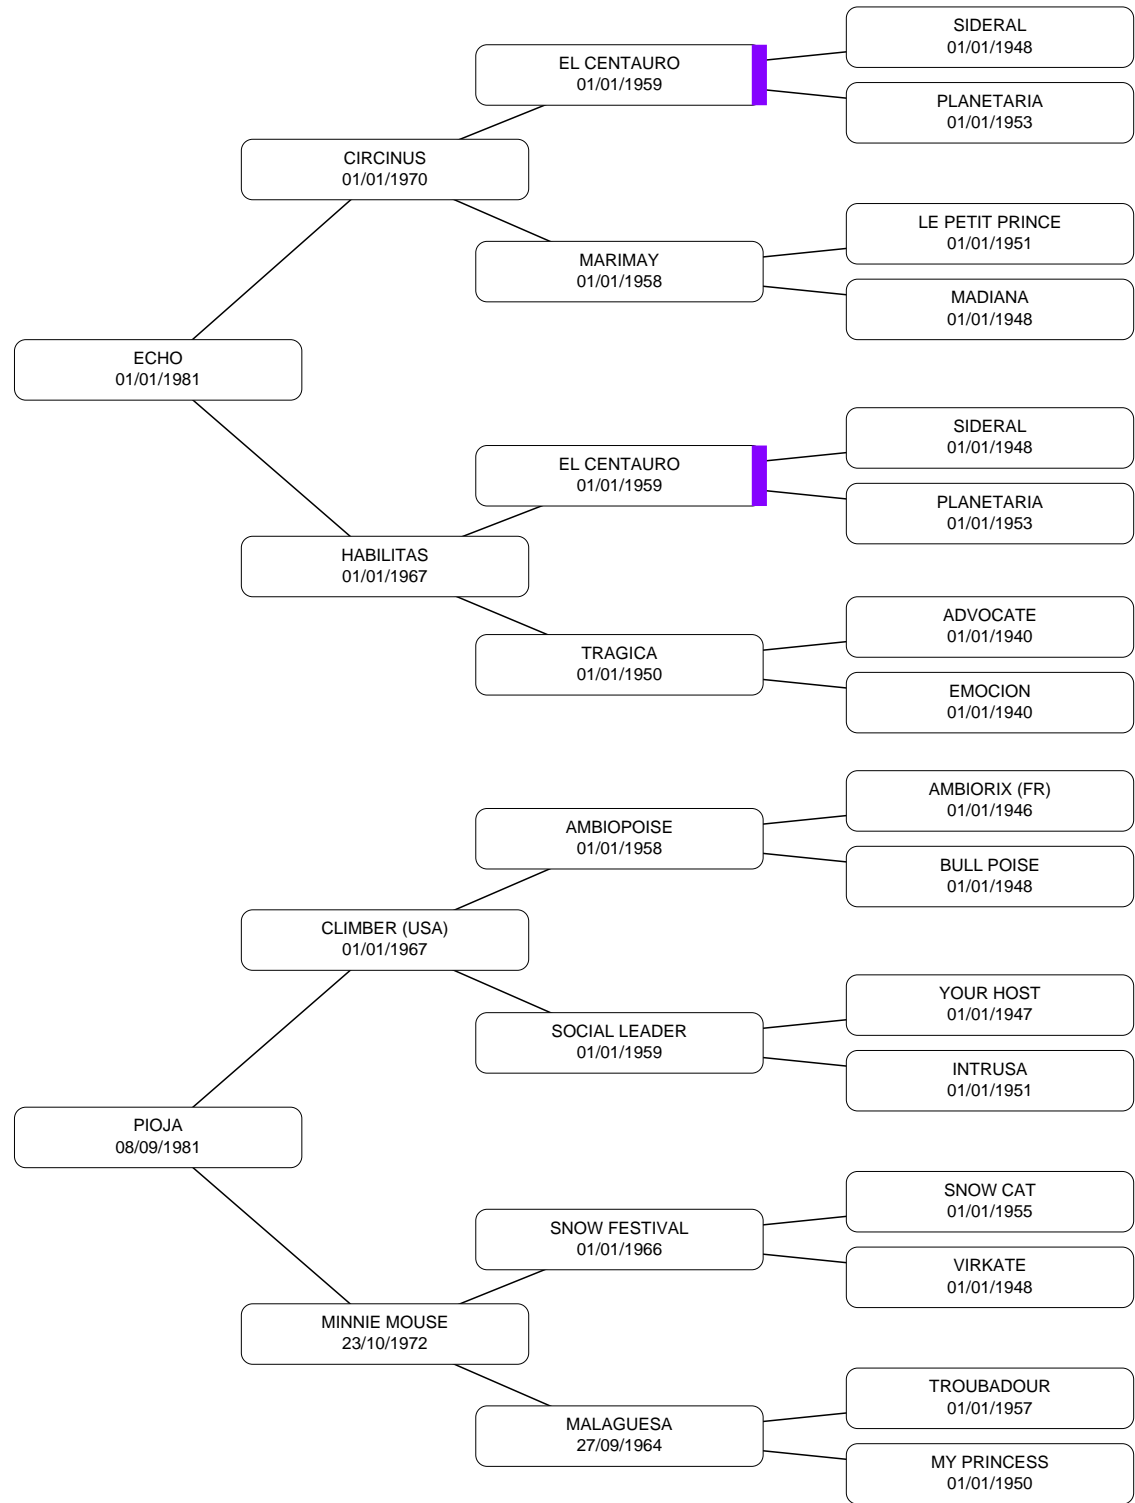 SIDERAL
01/01/1948
EL CENTAURO
01/01/1959
PLANETARIA
01/01/1953
CIRCINUS
01/01/1970
LE PETIT PRINCE
01/01/1951
MARIMAY
01/01/1958
MADIANA
01/01/1948
ECHO
01/01/1981
SIDERAL
01/01/1948
EL CENTAURO
01/01/1959
PLANETARIA
01/01/1953
HABILITAS
01/01/1967
ADVOCATE
01/01/1940
TRAGICA
01/01/1950
EMOCION
01/01/1940
AMBIORIX (FR)
01/01/1946
AMBIOPOISE
01/01/1958
BULL POISE
01/01/1948
CLIMBER (USA)
01/01/1967
YOUR HOST
01/01/1947
SOCIAL LEADER
01/01/1959
INTRUSA
01/01/1951
PIOJA
08/09/1981
SNOW CAT
01/01/1955
SNOW FESTIVAL
01/01/1966
VIRKATE
01/01/1948
MINNIE MOUSE
23/10/1972
TROUBADOUR
01/01/1957
MALAGUESA
27/09/1964
MY PRINCESS
01/01/1950